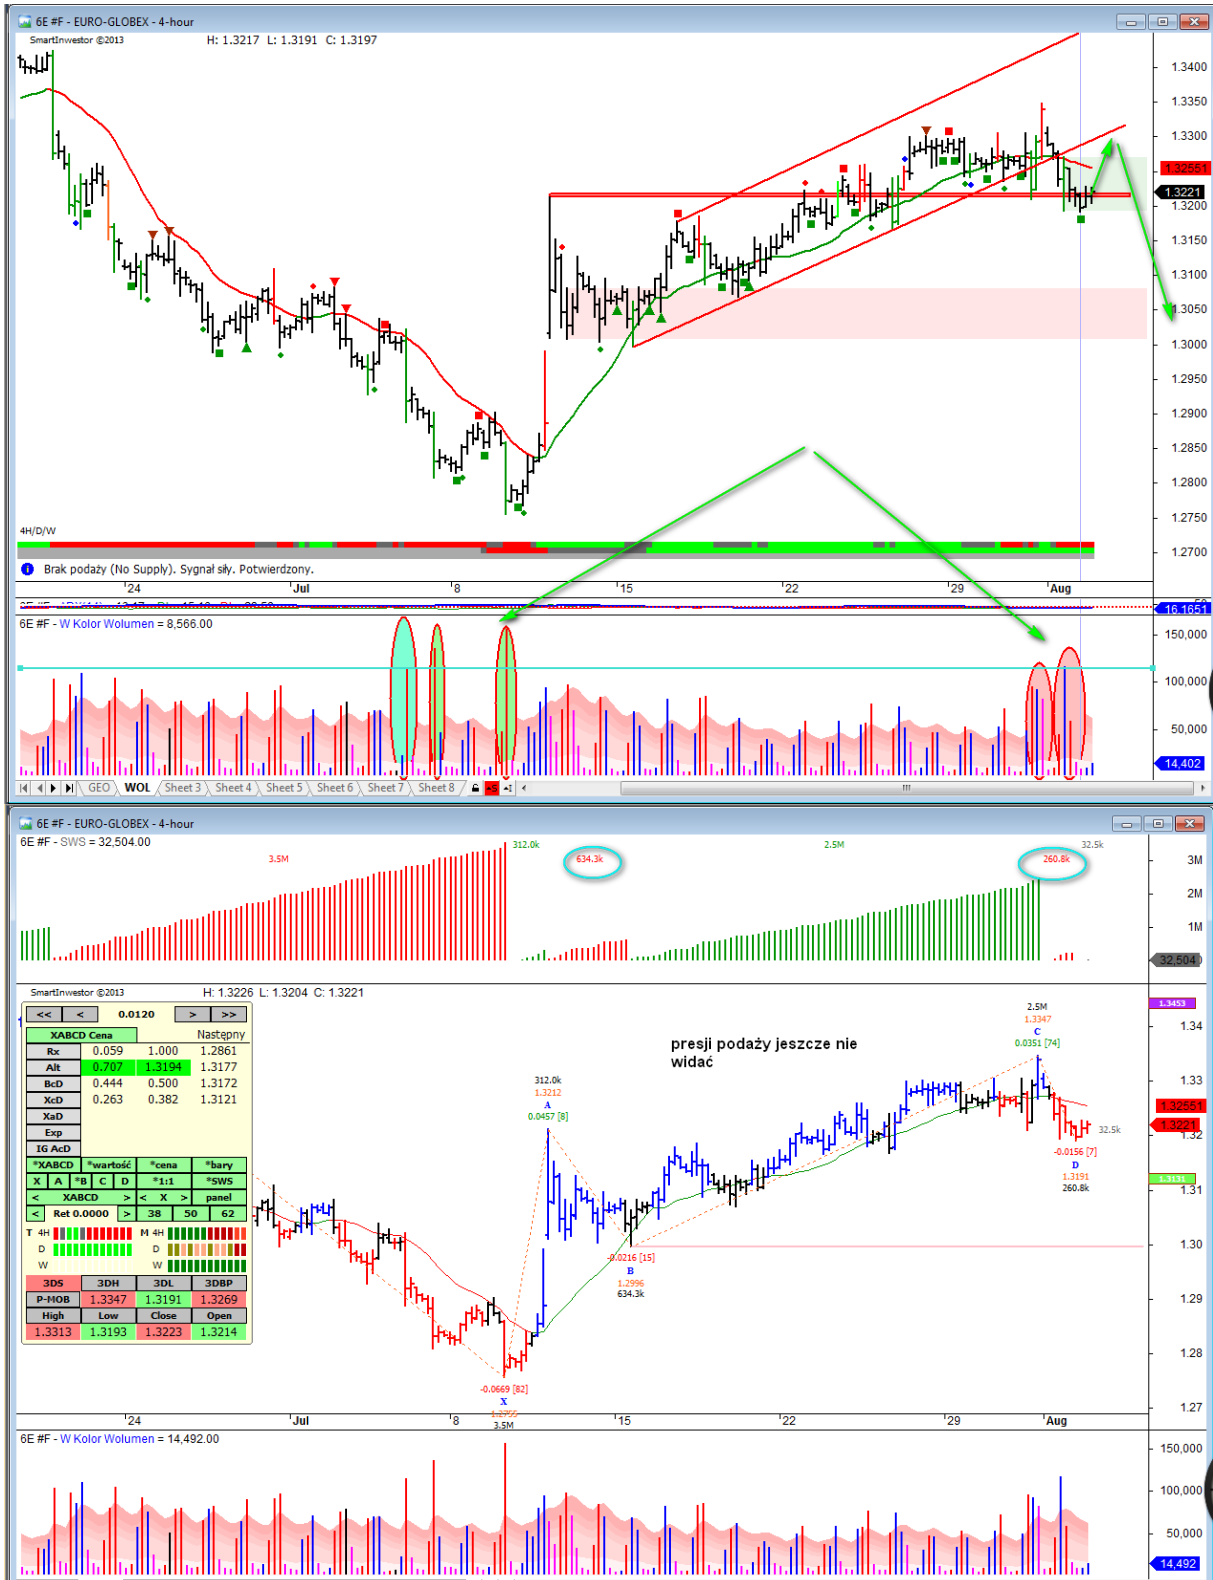 6E #F - EURO-GLOBEX - 4-hour
SmartInwestor ©2013 H: 1.3217 L: 1.3191 C: 1.3197
1.3400
1.3350
1.3300
1.3255
1.3221
1.3200
1.3150
1.3100
1.3050
1.3000
1.2950
1.2900
1.2850
1.2800
1.2750
1.2700
4H/D/W
Brak podaży (No Supply). Sygnał siły. Potwierdzony.
24 Jul 8 15 22 29 Aug
16.1651
6E #F - W Kolor Wolumen = 8,566.00
150,000
100,000
50,000
14,402
GEO WOL Sheet 3 Sheet 4 Sheet 5 Sheet 6 Sheet 7 Sheet 8
6E #F - EURO-GLOBEX - 4-hour
6E #F - SWS = 32,504.00
3.5M 312.0k 634.3k 2.5M 260.8k 32.5k
3M
2M
1M
32,504
SmartInwestor ©2013 H: 1.3226 L: 1.3204 C: 1.3221
<< < 0.0120 > >>
XABCD Cena Następny
Rx 0.059 1.000 1.2861
Alt 0.707 1.3194 1.3177
BcD 0.444 0.500 1.3172
XcD 0.263 0.382 1.3121
XaD
Exp
IG AcD
*XABCD *wartość *cena *bary
X A *B C D *1:1 *SWS
< XABCD > < X > panel
< Ret 0.0000 > 38 50 62
T 4H M 4H
D D
W W
3DS 3DH 3DL 3DBP
P-MOB 1.3347 1.3191 1.3269
High Low Close Open
1.3313 1.3193 1.3223 1.3214
presji podaży jeszcze nie
widać
312.0k
1.3212
A
0.0457 [8]
2.5M
1.3347
C
0.0351 [74]
-0.0216 [15]
B
1.2996
634.3k
-0.0669 [82]
X
3.5M
32.5k
-0.0156 [7]
D
1.3191
260.8k
1.3453
1.34
1.33
1.3255
1.3221
1.32
1.3131
1.31
1.30
1.29
1.28
1.27
24 Jul 8 15 22 29 Aug
6E #F - W Kolor Wolumen = 14,492.00
150,000
100,000
50,000
14,492